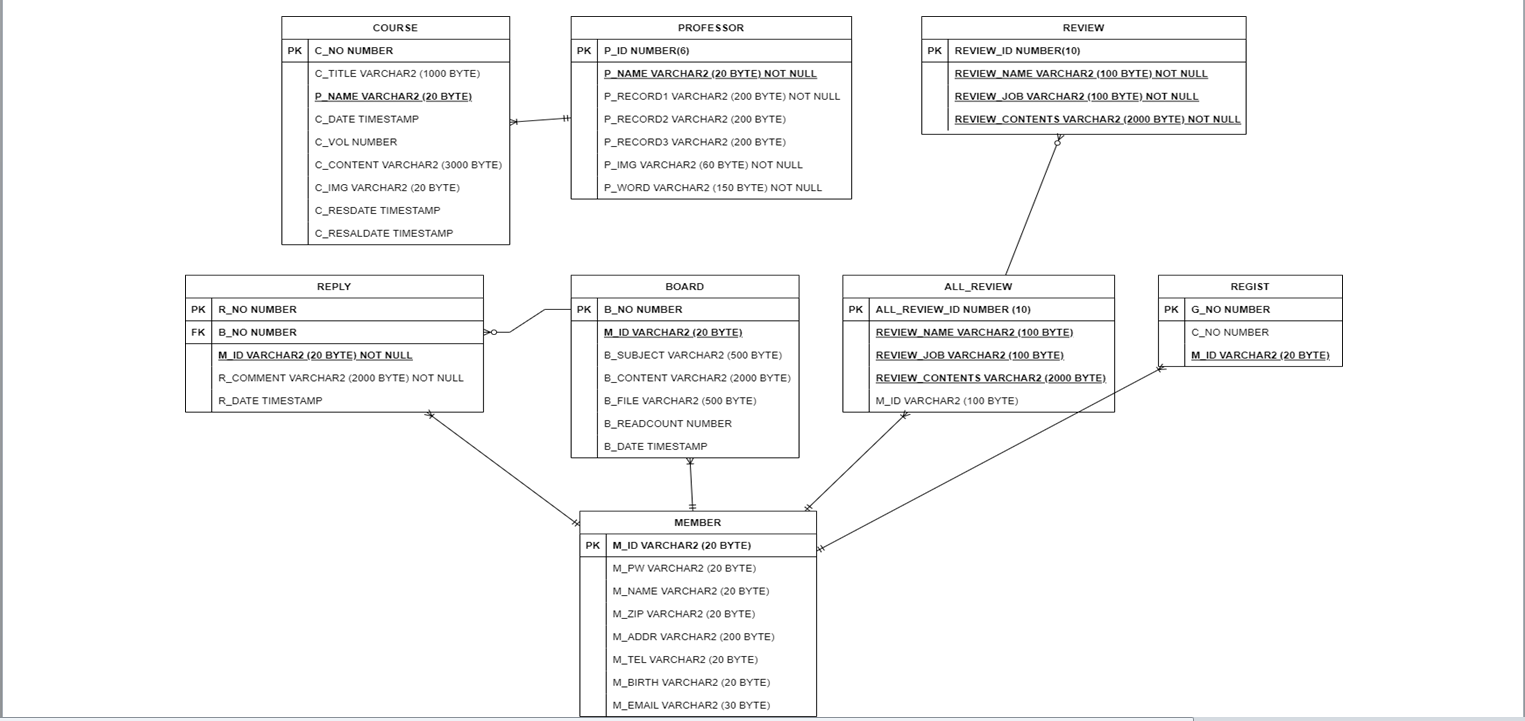 COURSE
PK C_NO NUMBER
C_TITLE VARCHAR2 (1000 BYTE)
P_NAME VARCHAR2 (20 BYTE)
C_DATE TIMESTAMP
C_VOL NUMBER
C_CONTENT VARCHAR2 (3000 BYTE)
C_IMG VARCHAR2 (20 BYTE)
C_RESDATE TIMESTAMP
C_RESALDATE TIMESTAMP
PROFESSOR
PK P_ID NUMBER(6)
P_NAME VARCHAR2 (20 BYTE) NOT NULL
P_RECORD1 VARCHAR2 (200 BYTE) NOT NULL
P_RECORD2 VARCHAR2 (200 BYTE)
P_RECORD3 VARCHAR2 (200 BYTE)
P_IMG VARCHAR2 (60 BYTE) NOT NULL
P_WORD VARCHAR2 (150 BYTE) NOT NULL
REVIEW
PK REVIEW_ID NUMBER(10)
REVIEW_NAME VARCHAR2 (100 BYTE) NOT NULL
REVIEW_JOB VARCHAR2 (100 BYTE) NOT NULL
REVIEW_CONTENTS VARCHAR2 (2000 BYTE) NOT NULL
REPLY
PK R_NO NUMBER
FK B_NO NUMBER
M_ID VARCHAR2 (20 BYTE) NOT NULL
R_COMMENT VARCHAR2 (2000 BYTE) NOT NULL
R_DATE TIMESTAMP
BOARD
PK B_NO NUMBER
M_ID VARCHAR2 (20 BYTE)
B_SUBJECT VARCHAR2 (500 BYTE)
B_CONTENT VARCHAR2 (2000 BYTE)
B_FILE VARCHAR2 (500 BYTE)
B_READCOUNT NUMBER
B_DATE TIMESTAMP
ALL_REVIEW
PK ALL_REVIEW_ID NUMBER (10)
REVIEW_NAME VARCHAR2 (100 BYTE)
REVIEW_JOB VARCHAR2 (100 BYTE)
REVIEW_CONTENTS VARCHAR2 (2000 BYTE)
M_ID VARCHAR2 (100 BYTE)
REGIST
PK G_NO NUMBER
C_NO NUMBER
M_ID VARCHAR2 (20 BYTE)
MEMBER
PK M_ID VARCHAR2 (20 BYTE)
M_PW VARCHAR2 (20 BYTE)
M_NAME VARCHAR2 (20 BYTE)
M_ZIP VARCHAR2 (20 BYTE)
M_ADDR VARCHAR2 (200 BYTE)
M_TEL VARCHAR2 (20 BYTE)
M_BIRTH VARCHAR2 (20 BYTE)
M_EMAIL VARCHAR2 (30 BYTE)